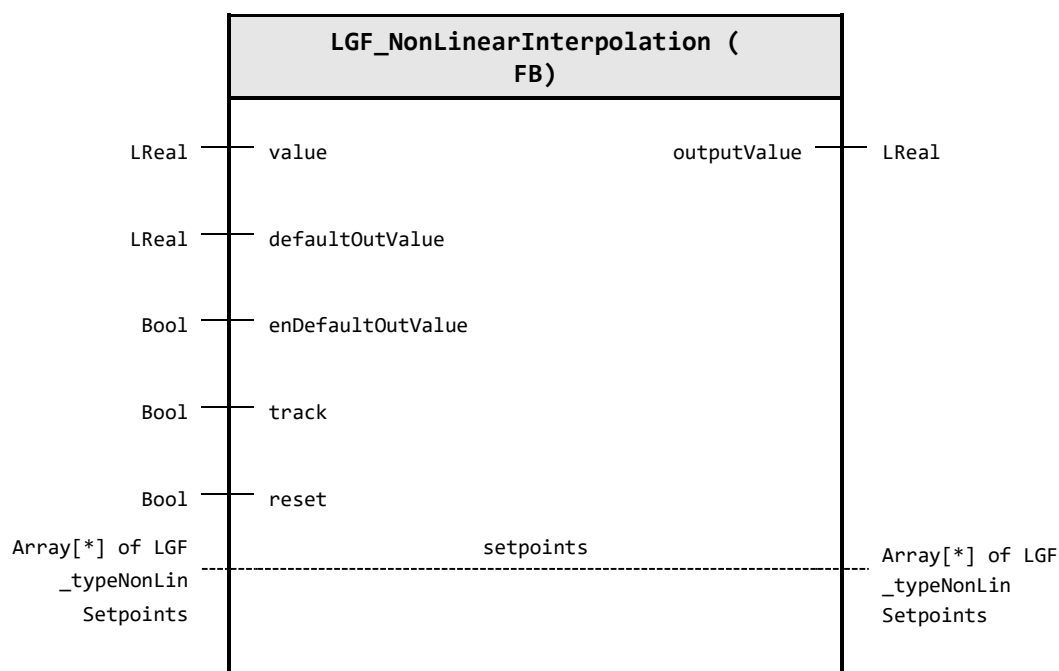 LGF_NonLinearInterpolation (
FB)
LReal value outputValue LReal
LReal defaultOutValue
Bool enDefaultOutValue
Bool track
Bool reset
Array[*] of LGF
_typeNonLin
Setpoints
setpoints
Array[*] of LGF
_typeNonLin
Setpoints